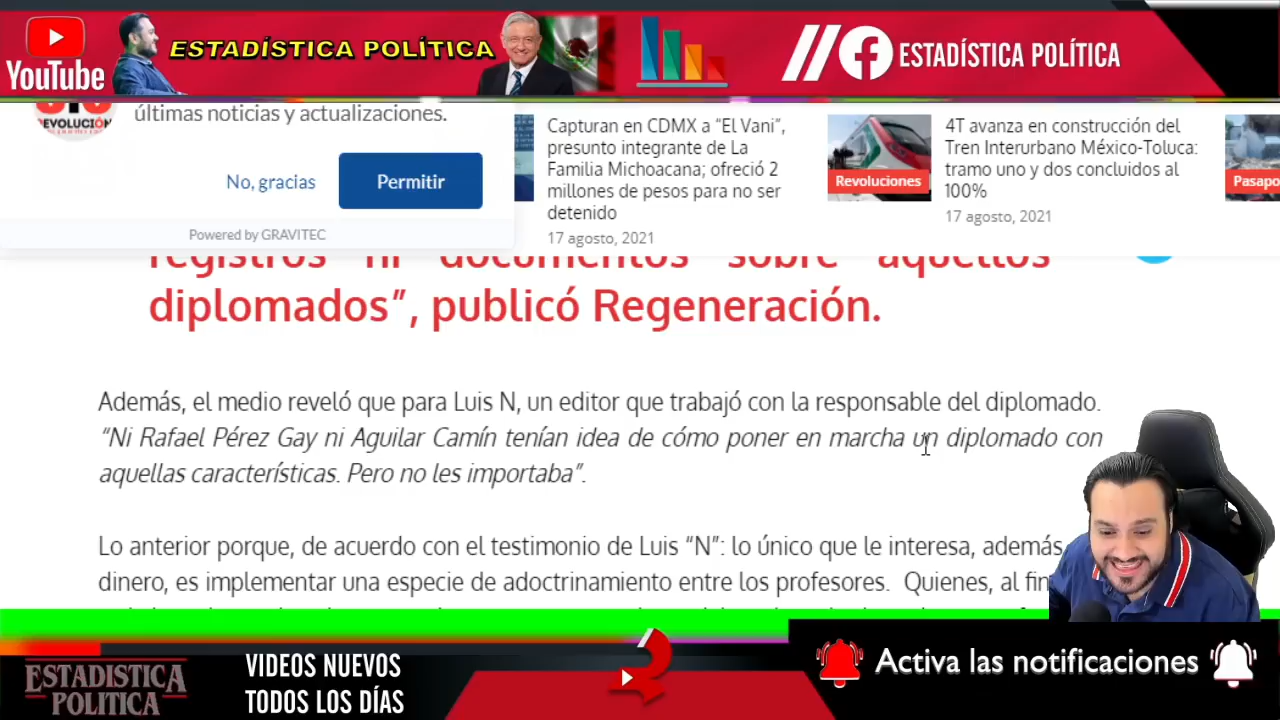 YouTube
ESTADÍSTICA POLÍTICA
ESTADÍSTICA POLÍTICA
REVOLUCIÓN
últimas noticias y actualizaciones.
No, gracias
Permitir
Powered by GRAVITEC
Capturan en CDMX a “El Vani”,
presunto integrante de La
Familia Michoacana; ofreció 2
millones de pesos para no ser
detenido
17 agosto, 2021
Revoluciones
4T avanza en construcción del
Tren Interurbano México-Toluca:
tramo uno y dos concluidos al
100%
17 agosto, 2021
registros ni documentos sobre aquellos
diplomados”, publicó Regeneración.
Además, el medio reveló que para Luis N, un editor que trabajó con la responsable del diplomado.
“Ni Rafael Pérez Gay ni Aguilar Camín tenían idea de cómo poner en marcha un diplomado con
aquellas características. Pero no les importaba”.
Lo anterior porque, de acuerdo con el testimonio de Luis “N”: lo único que le interesa, además
dinero, es implementar una especie de adoctrinamiento entre los profesores. Quienes, al
ESTADISTICA
POLÍTICA
VIDEOS NUEVOS
TODOS LOS DÍAS
Activa las notificaciones